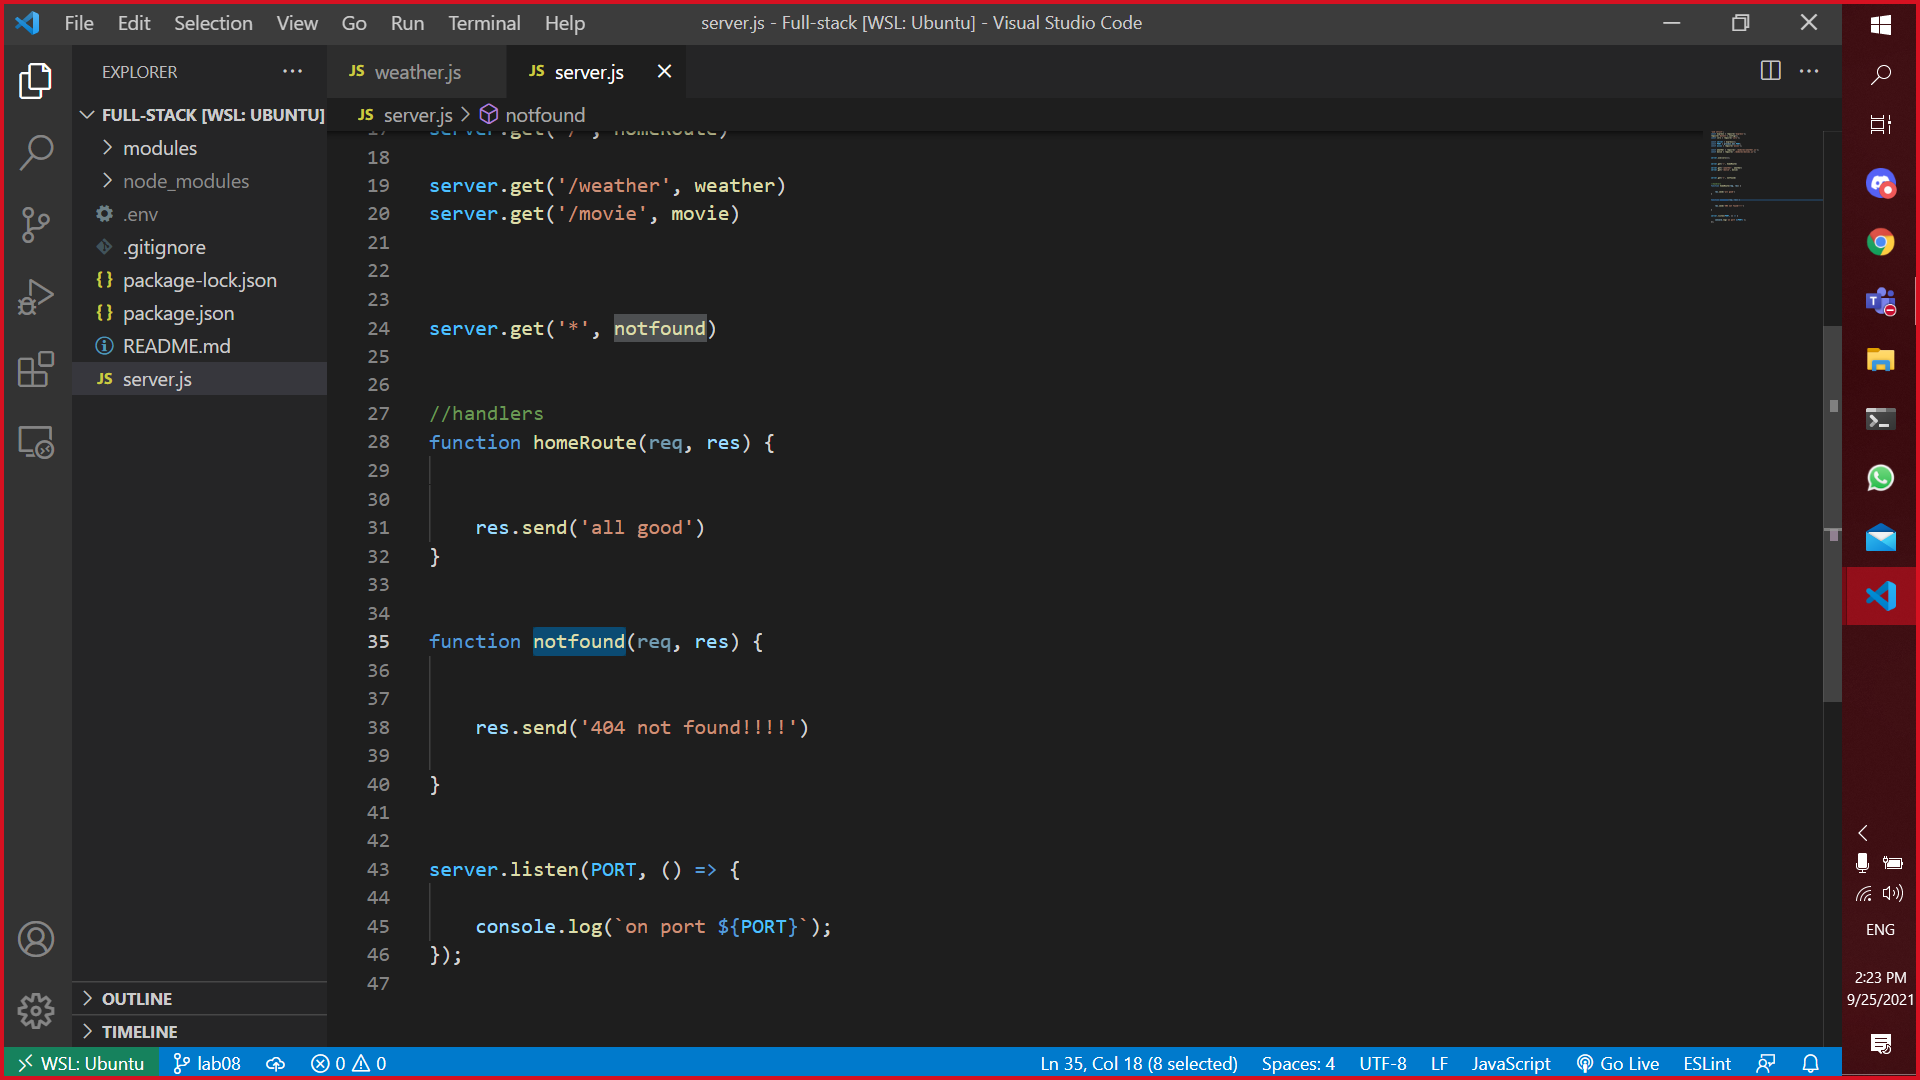 File Edit Selection View Go Run Terminal Help
server.js - Full-stack [WSL: Ubuntu] - Visual Studio Code
EXPLORER
FULL-STACK [WSL: UBUNTU]
modules
node_modules
.env
.gitignore
package-lock.json
package.json
README.md
JS server.js
OUTLINE
TIMELINE
JS weather.js
JS server.js
JS server.js > notfound
17 server.get('/', homeRoute)
18
19 server.get('/weather', weather)
20 server.get('/movie', movie)
21
22
23
24 server.get('*', notfound)
25
26
27 //handlers
28 function homeRoute(req, res) {
29
30
31 res.send('all good')
32 }
33
34
35 function notfound(req, res) {
36
37
38 res.send('404 not found!!!!')
39
40 }
41
42
43 server.listen(PORT, () => {
44
45 console.log(`on port ${PORT}`);
46 });
47
WSL: Ubuntu lab08 0 0
Ln 35, Col 18 (8 selected) Spaces: 4 UTF-8 LF JavaScript Go Live ESLint
ENG
2:23 PM
9/25/2021